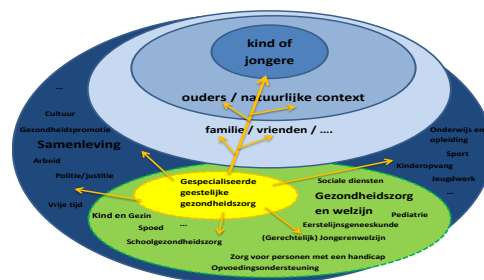 kind of
jongere
ouders / natuurlijke context
familie / vrienden / ....
...
Cultuur
Gezondheidspromotie
Samenleving
Arbeid
Politie/justitie
Vrije tijd
Onderwijs en
opleiding
Sport
Kinderopvang
Jeugdwerk
...
Gespecialiseerde
geestelijke
gezondheidszorg
Sociale diensten
Gezondheidszorg
en welzijn
Pediatrie
Eerstelijnsgeneeskunde
(Gerechtelijk) Jongerenwelzijn
Kind en Gezin
...
Spoed
Schoolgezondheidszorg
Zorg voor personen met een handicap
Opvoedingsondersteuning